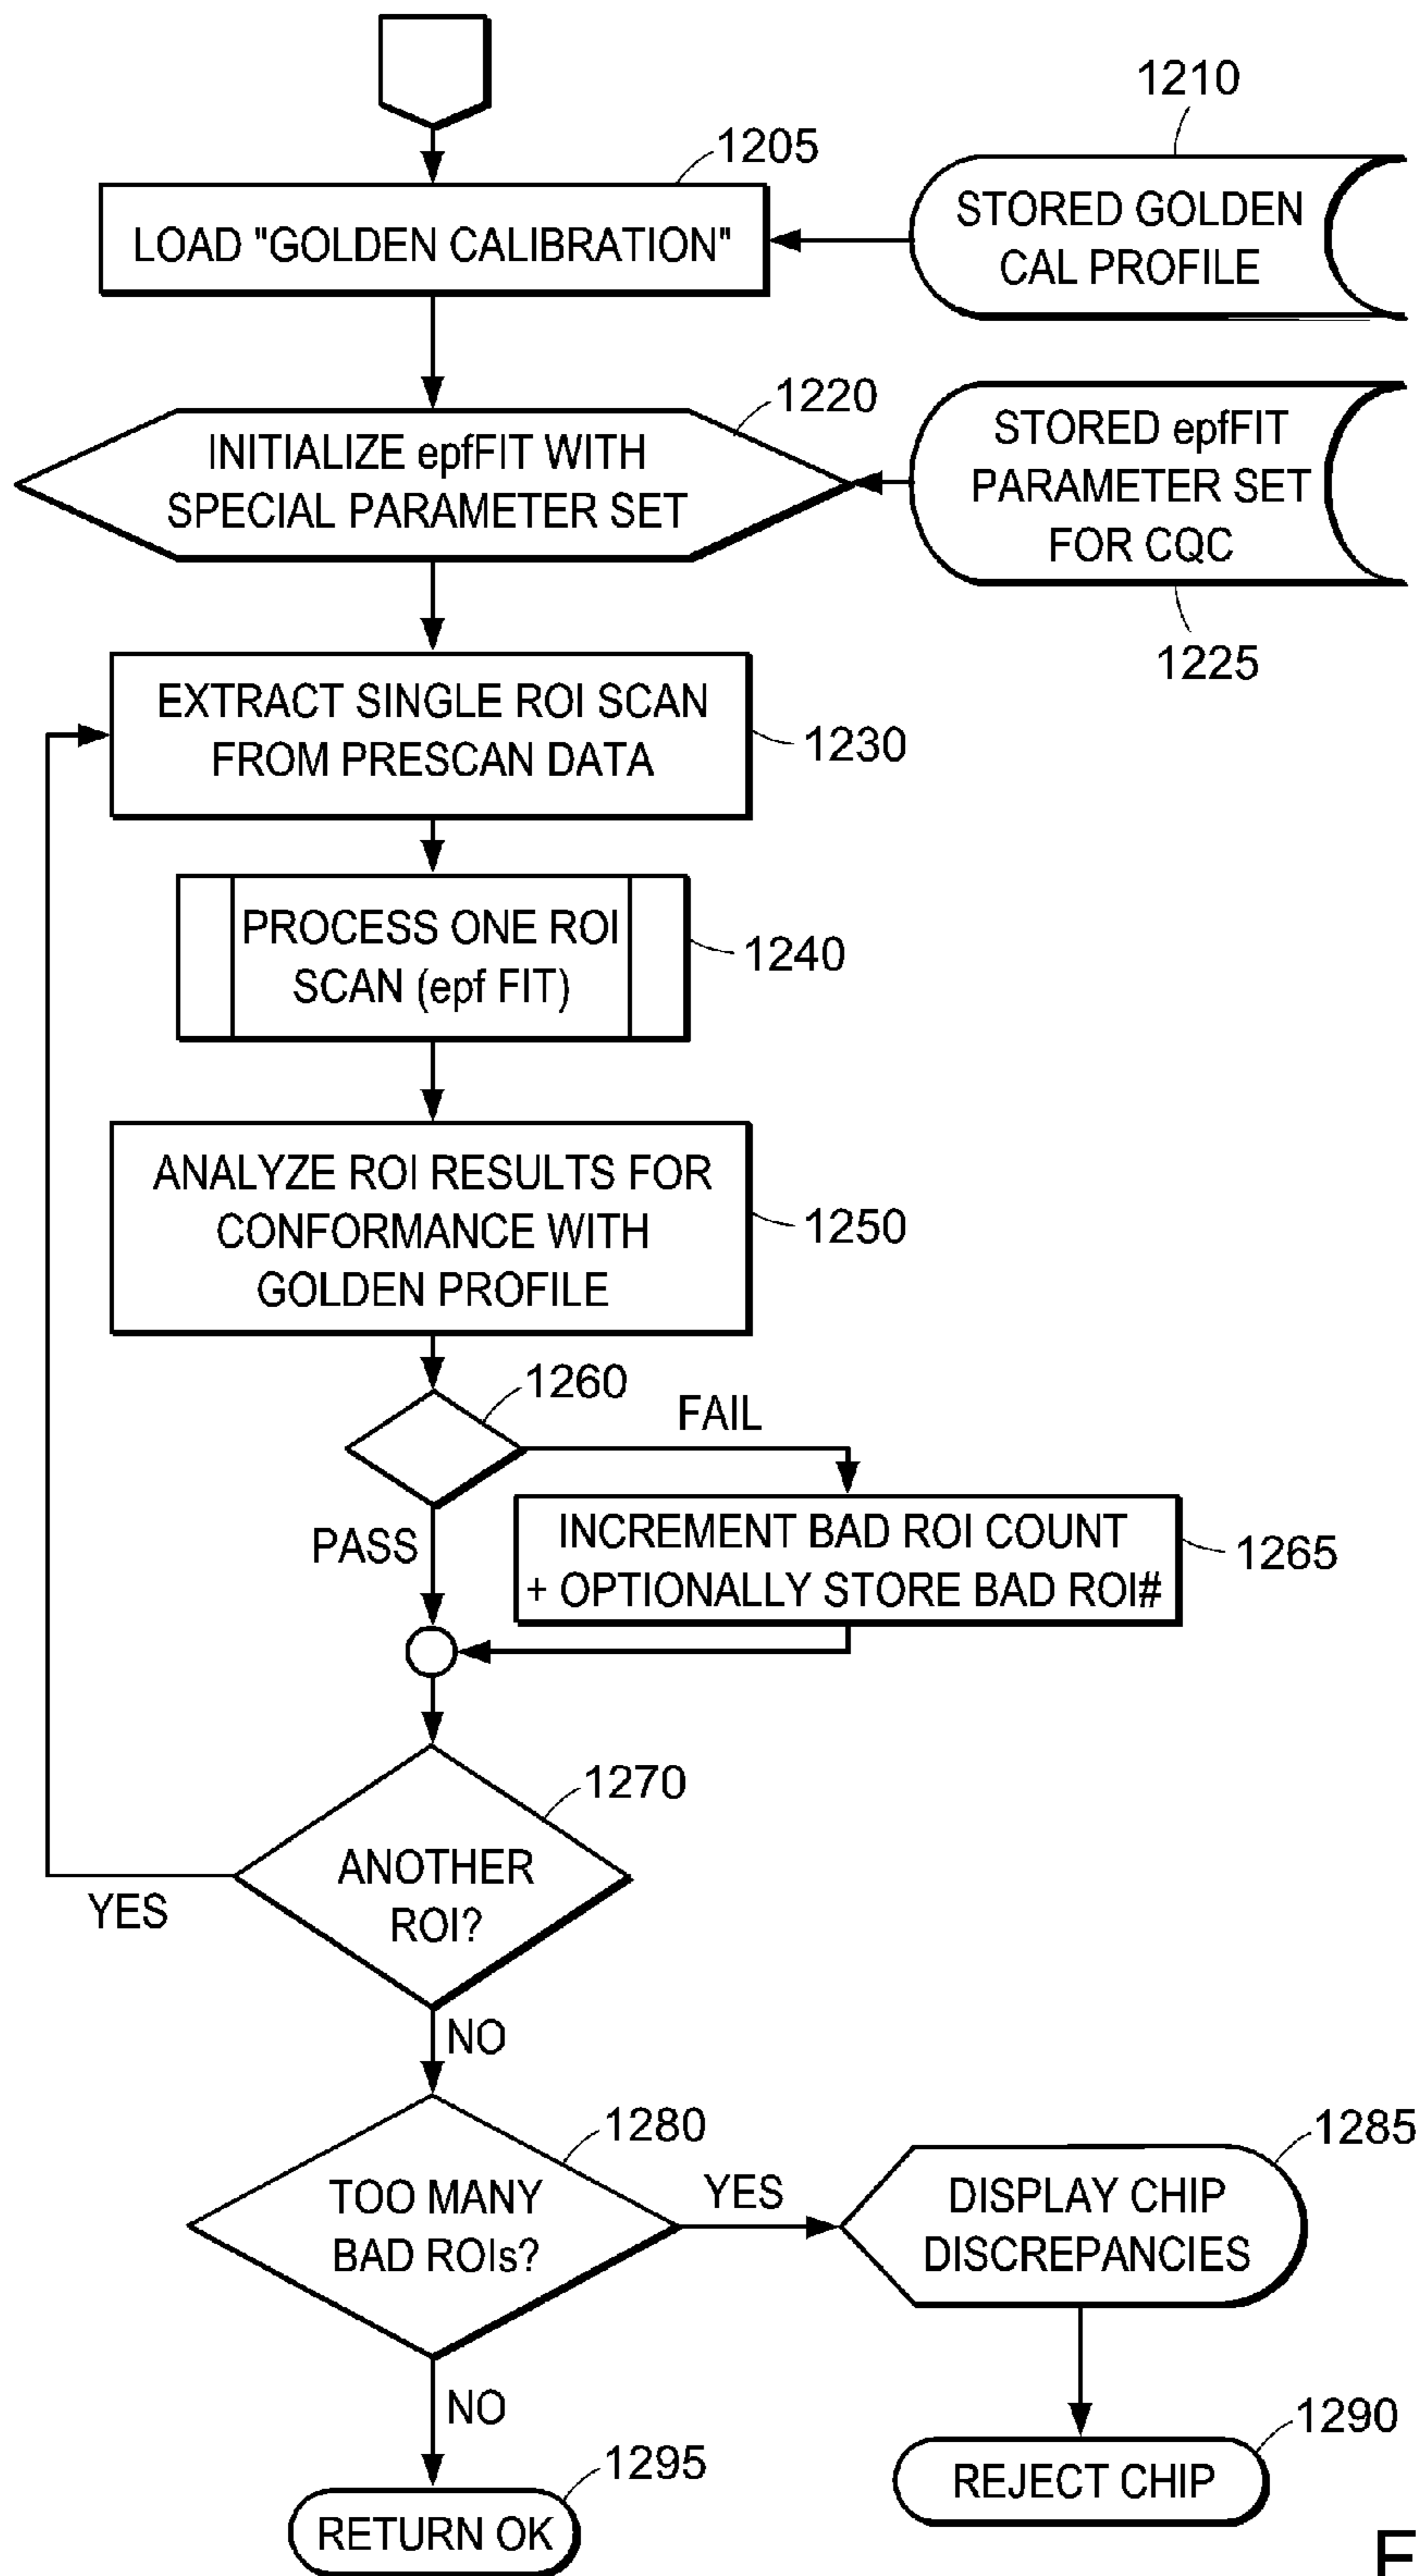 1210
1205
LOAD "GOLDEN CALIBRATION"
STORED GOLDEN
CAL PROFILE
1220
INITIALIZE epfFIT WITH
SPECIAL PARAMETER SET
STORED epfFIT
PARAMETER SET
FOR CQC
1225
EXTRACT SINGLE ROI SCAN
FROM PRESCAN DATA
1230
PROCESS ONE ROI
SCAN (epf FIT)
1240
ANALYZE ROI RESULTS FOR
CONFORMANCE WITH
GOLDEN PROFILE
1250
1260
FAIL
PASS
INCREMENT BAD ROI COUNT
+ OPTIONALLY STORE BAD ROI#
1265
1270
ANOTHER
ROI?
YES
NO
1280
TOO MANY
BAD ROIs?
YES
1285
DISPLAY CHIP
DISCREPANCIES
NO
1290
REJECT CHIP
1295
RETURN OK